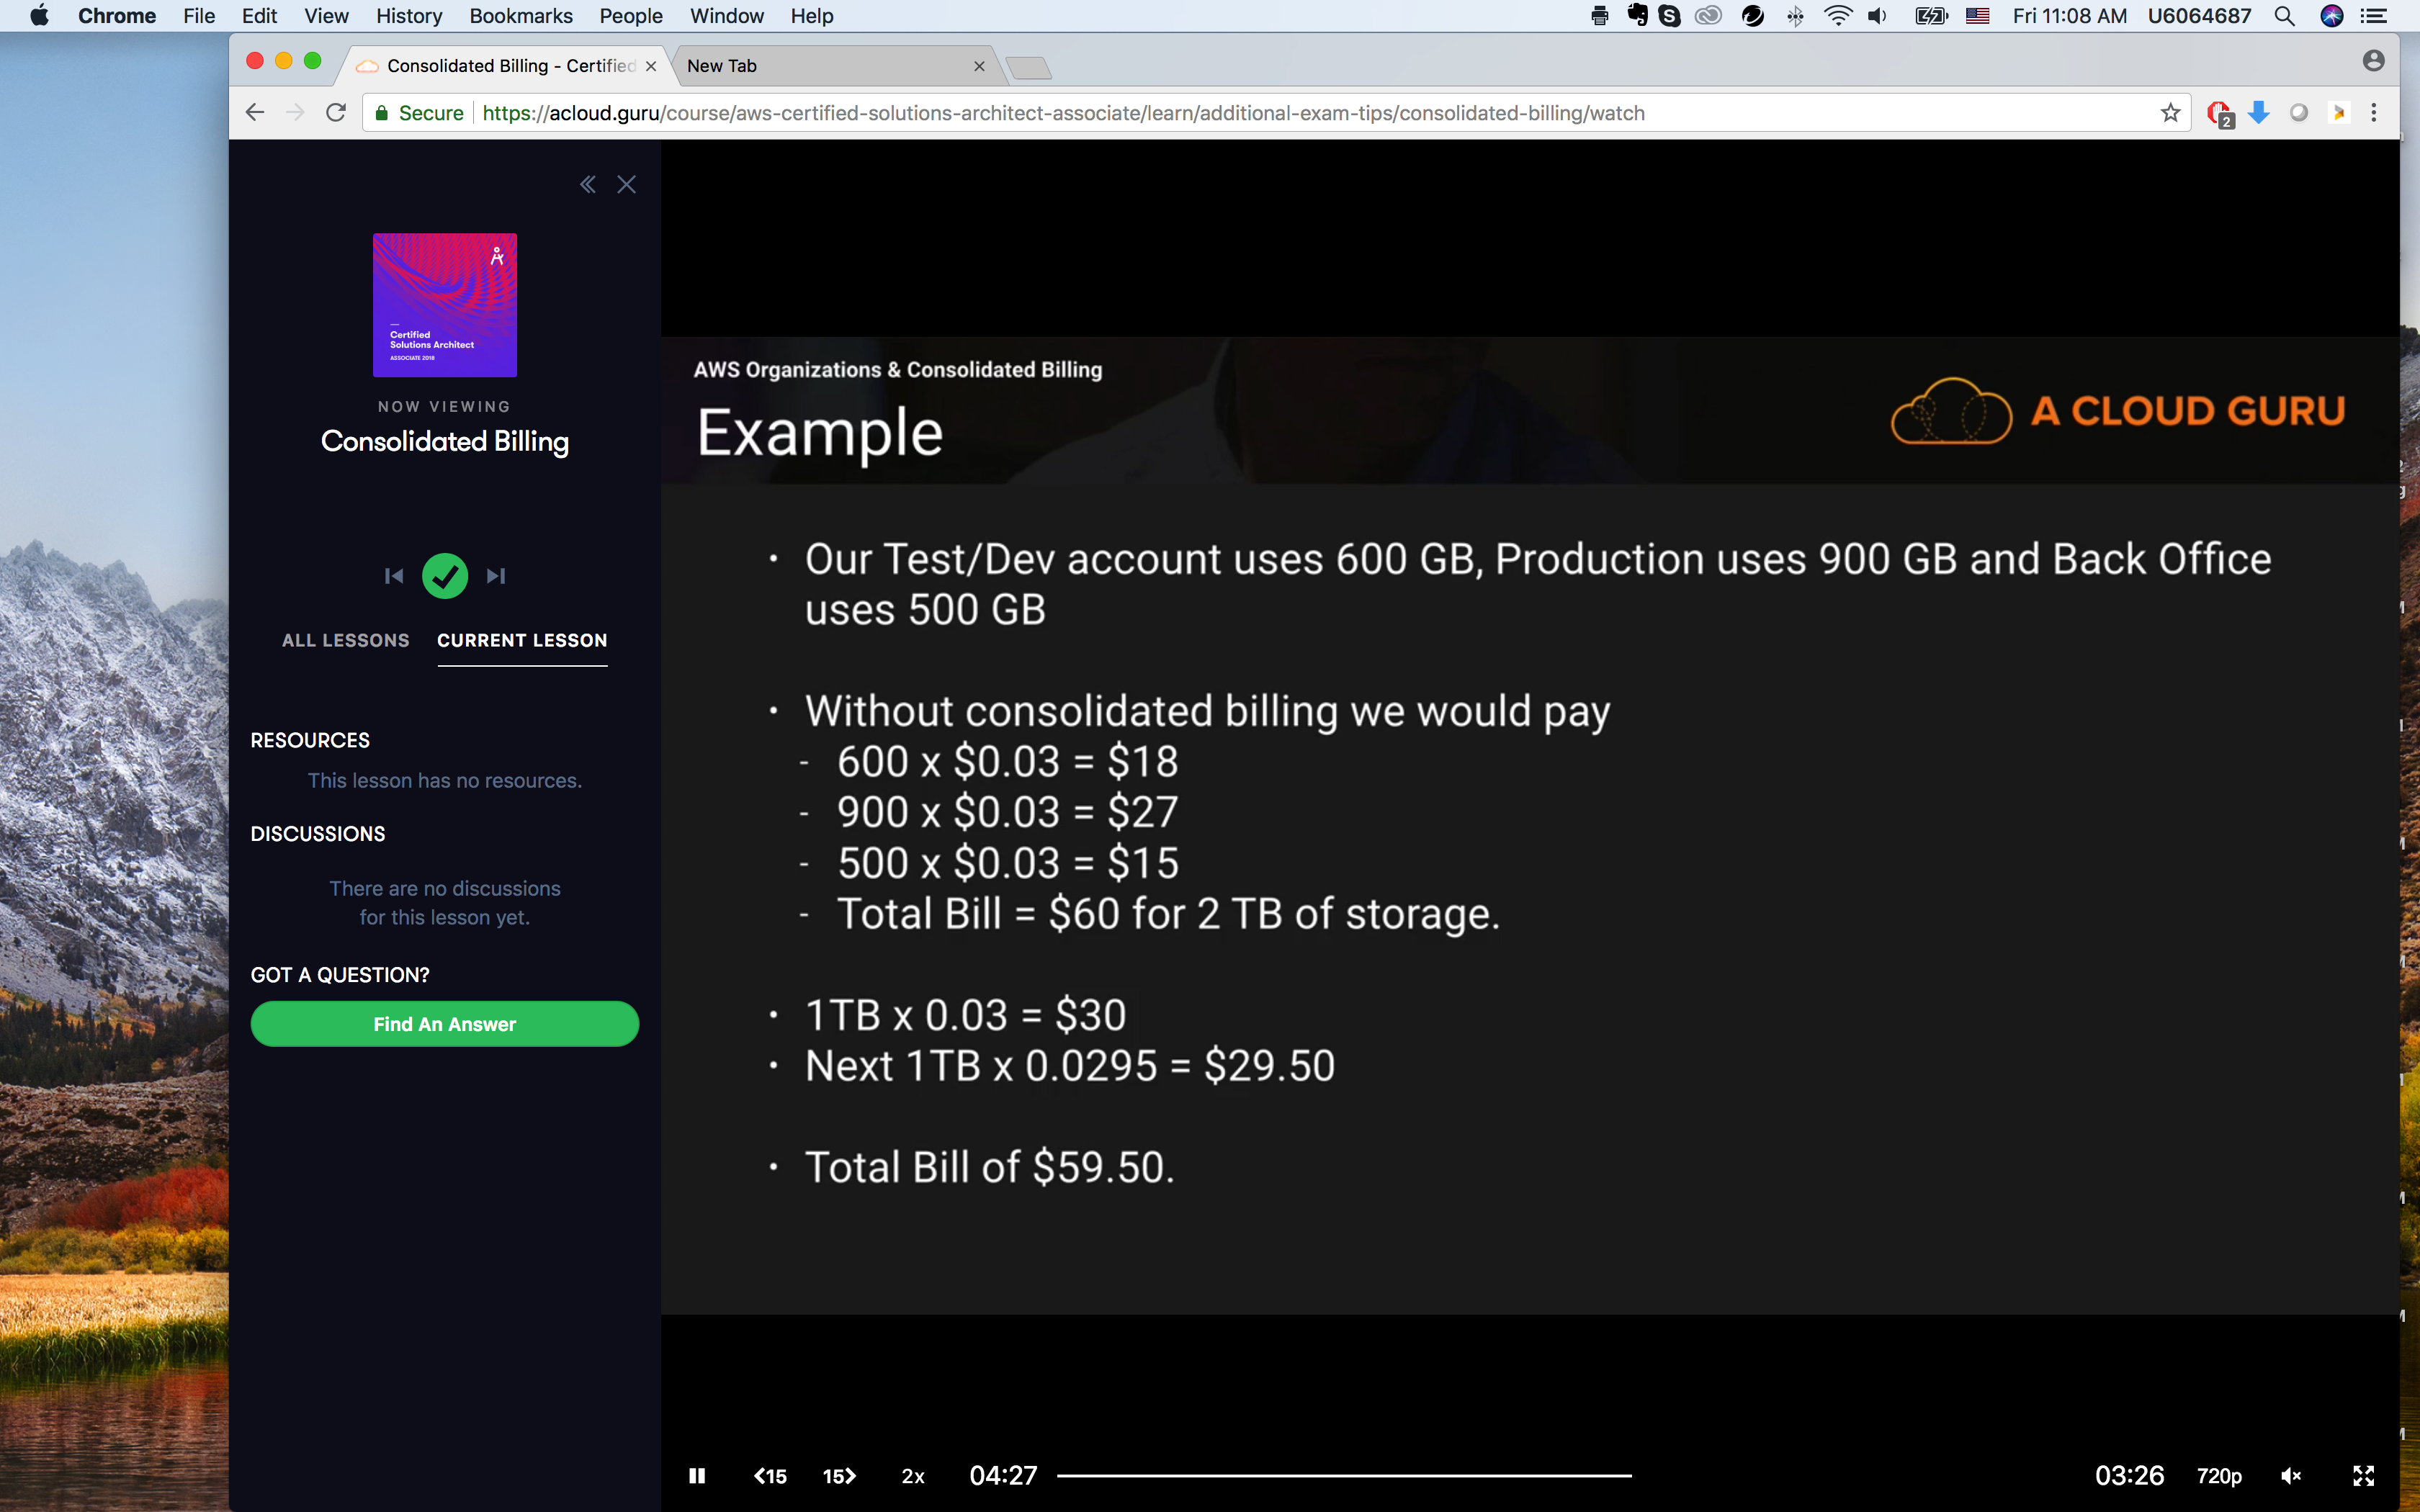 Chrome File Edit View History Bookmarks People Window Help Fri 11:08 AM U6064687
Consolidated Billing - Certified
New Tab
Secure https://acloud.guru/course/aws-certified-solutions-architect-associate/learn/additional-exam-tips/consolidated-billing/watch
2
Certified
Solutions Architect
ASSOCIATE 2018
NOW VIEWING
Consolidated Billing
ALL LESSONS CURRENT LESSON
RESOURCES
This lesson has no resources.
DISCUSSIONS
There are no discussions
for this lesson yet.
GOT A QUESTION?
Find An Answer
AWS Organizations & Consolidated Billing
Example
A CLOUD GURU
• Our Test/Dev account uses 600 GB, Production uses 900 GB and Back Office
uses 500 GB
• Without consolidated billing we would pay
- 600 x $0.03 = $18
- 900 x $0.03 = $27
- 500 x $0.03 = $15
- Total Bill = $60 for 2 TB of storage.
• 1TB x 0.03 = $30
• Next 1TB x 0.0295 = $29.50
• Total Bill of $59.50.
<15 15> 2x 04:27 03:26 720p